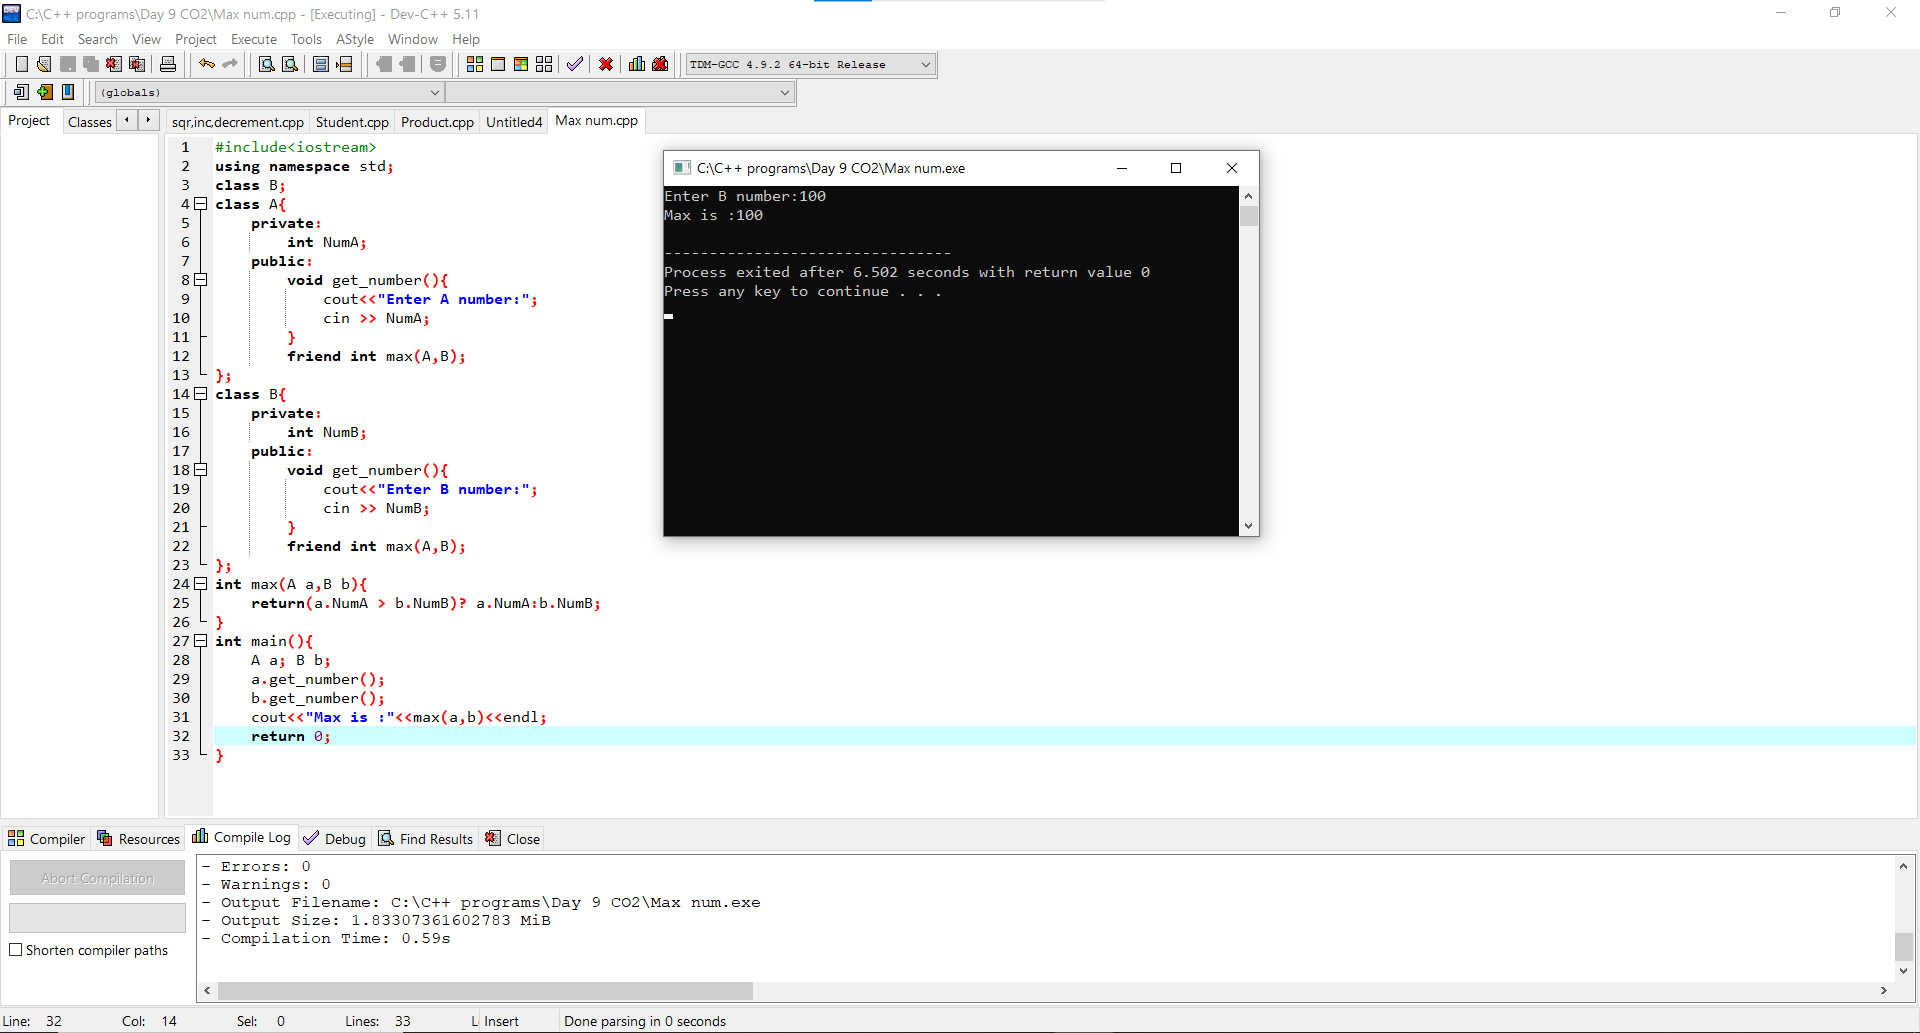 C:\C++ programs\Day 9 CO2\Max num.cpp - [Executing] - Dev-C++ 5.11
File Edit Search View Project Execute Tools AStyle Window Help
TDM-GCC 4.9.2 64-bit Release
(globals)
Project Classes sqr,inc,decrement.cpp Student.cpp Product.cpp Untitled4 Max num.cpp
1 #include<iostream>
2 using namespace std;
3 class B;
4 class A{
5 private:
6 int NumA;
7 public:
8 void get_number(){
9 cout<<"Enter A number:";
10 cin >> NumA;
11 }
12 friend int max(A,B);
13 };
14 class B{
15 private:
16 int NumB;
17 public:
18 void get_number(){
19 cout<<"Enter B number:";
20 cin >> NumB;
21 }
22 friend int max(A,B);
23 };
24 int max(A a,B b){
25 return(a.NumA > b.NumB)? a.NumA:b.NumB;
26 }
27 int main(){
28 A a; B b;
29 a.get_number();
30 b.get_number();
31 cout<<"Max is :"<<max(a,b)<<endl;
32 return 0;
33 }
C:\C++ programs\Day 9 CO2\Max num.exe
Enter B number:100
Max is :100
--------------------------------
Process exited after 6.502 seconds with return value 0
Press any key to continue . . .
Compiler Resources Compile Log Debug Find Results Close
Abort Compilation
Shorten compiler paths
- Errors: 0
- Warnings: 0
- Output Filename: C:\C++ programs\Day 9 CO2\Max num.exe
- Output Size: 1.83307361602783 MiB
- Compilation Time: 0.59s
Line: 32 Col: 14 Sel: 0 Lines: 33 L Insert Done parsing in 0 seconds